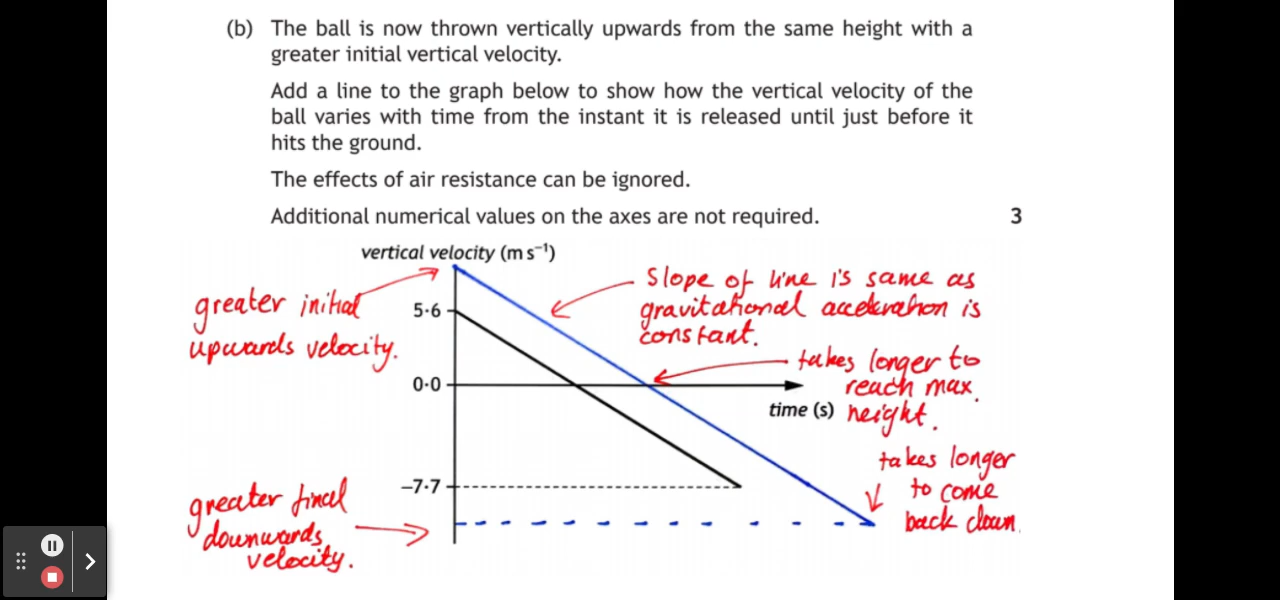 (b) The ball is now thrown vertically upwards from the same height with a
greater initial vertical velocity.
Add a line to the graph below to show how the vertical velocity of the
ball varies with time from the instant it is released until just before it
hits the ground.
The effects of air resistance can be ignored.
Additional numerical values on the axes are not required. 3
vertical velocity (m s⁻¹)
greater initial
upwards velocity.
slope of line is same as
gravitational acceleration is
constant.
5·6
takes longer to
reach max.
height.
0·0
time (s)
takes longer
to come
back down.
–7·7
greater final
downwards
velocity.